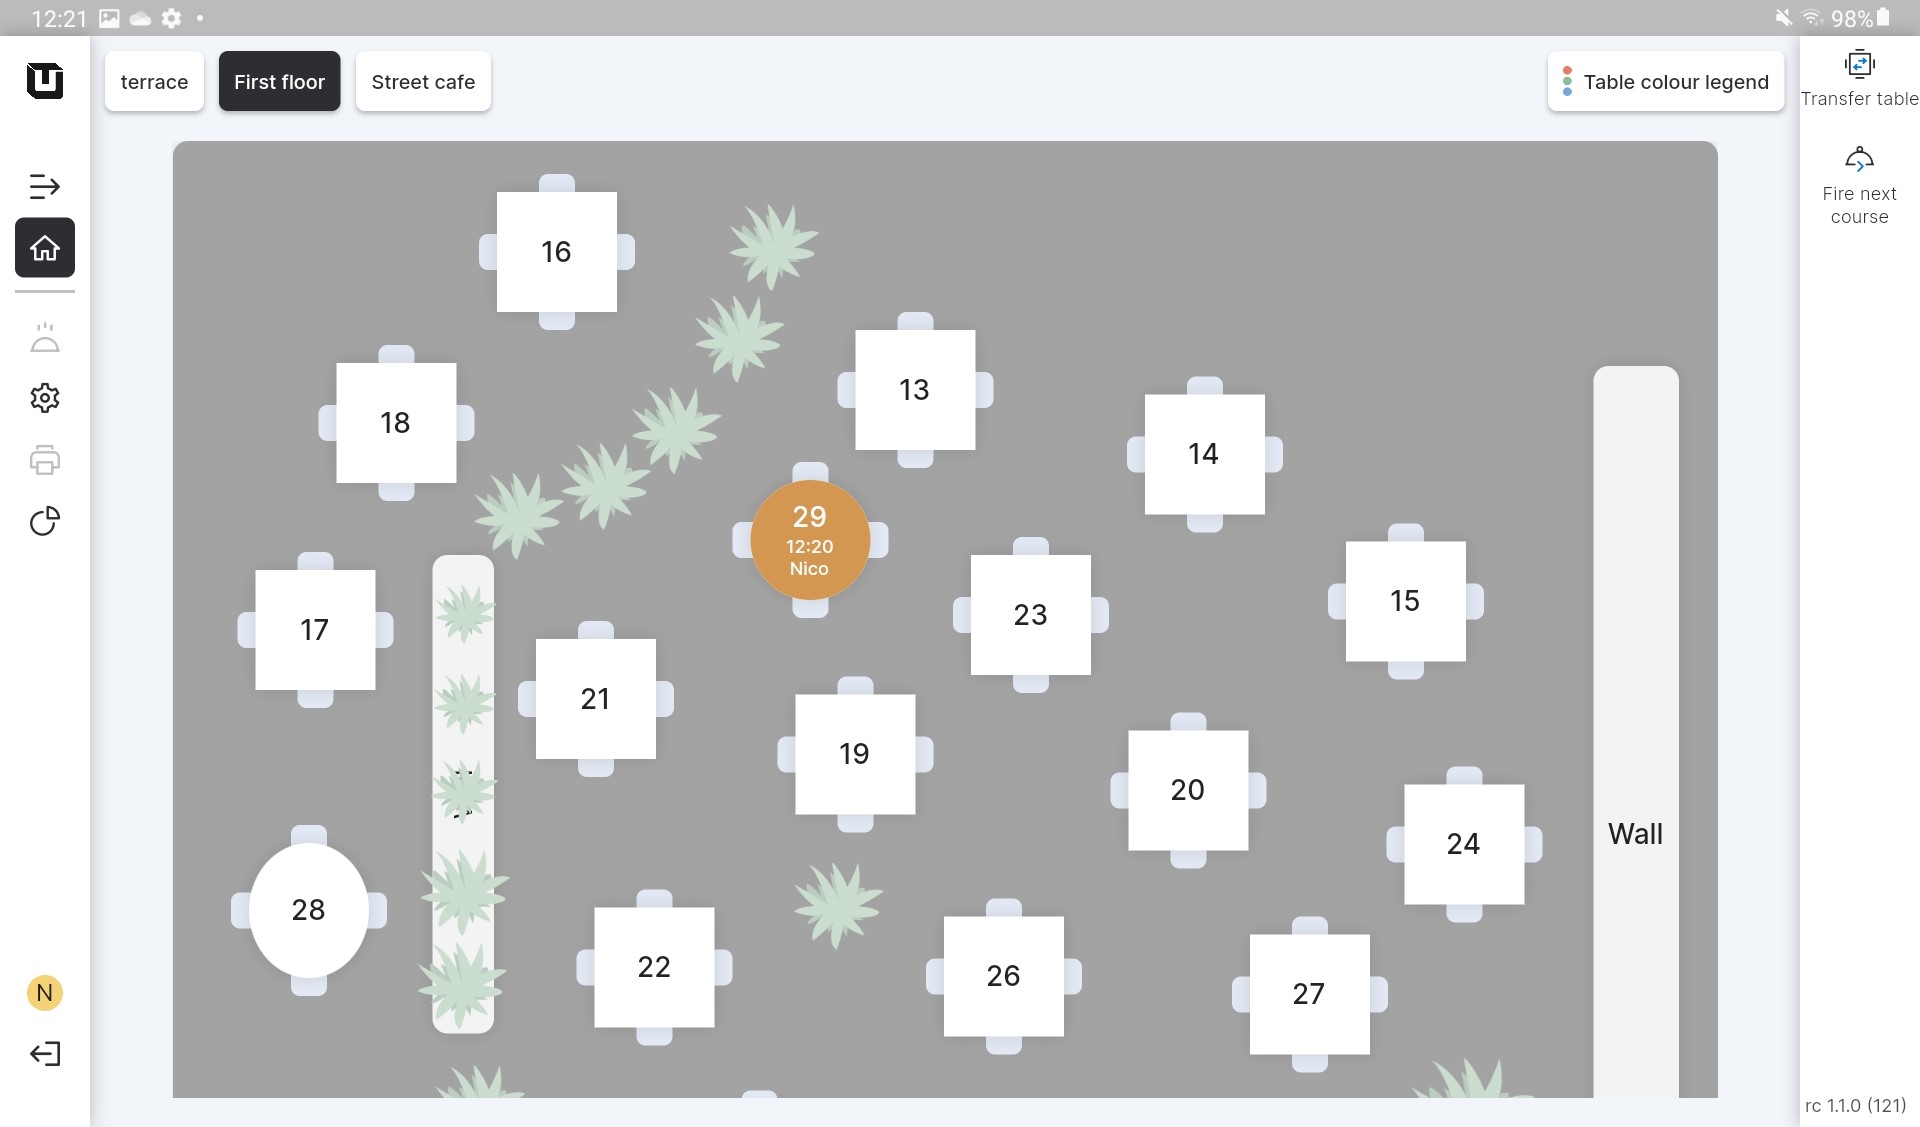 12:21
98%
terrace
First floor
Street cafe
Table colour legend
Transfer table
Fire next
course
16
13
18
14
29
12:20
Nico
15
23
17
21
19
20
24
Wall
28
22
26
27
N
rc 1.1.0 (121)